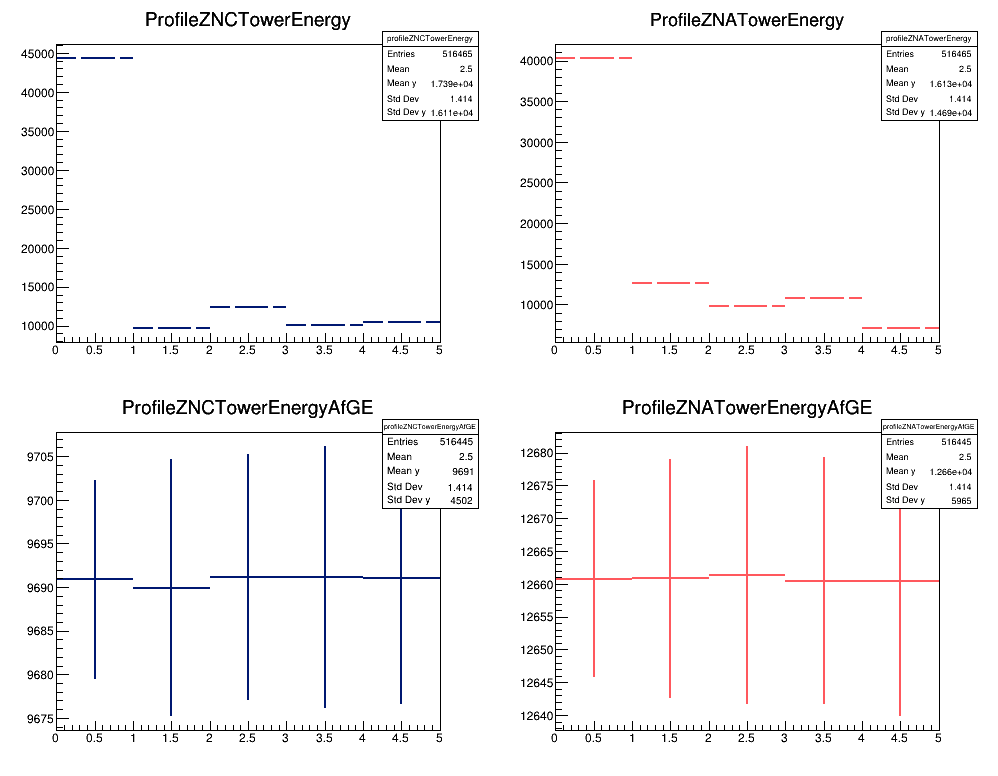 ProfileZNCTowerEnergy
profileZNCTowerEnergy
Entries 516465
Mean 2.5
Mean y 1.739e+04
Std Dev 1.414
Std Dev y 1.611e+04
45000
40000
35000
30000
25000
20000
15000
10000
0 0.5 1 1.5 2 2.5 3 3.5 4 4.5 5
ProfileZNATowerEnergy
profileZNATowerEnergy
Entries 516465
Mean 2.5
Mean y 1.613e+04
Std Dev 1.414
Std Dev y 1.469e+04
40000
35000
30000
25000
20000
15000
10000
0 0.5 1 1.5 2 2.5 3 3.5 4 4.5 5
ProfileZNCTowerEnergyAfGE
profileZNCTowerEnergyAfGE
Entries 516445
Mean 2.5
Mean y 9691
Std Dev 1.414
Std Dev y 4502
9705
9700
9695
9690
9685
9680
9675
0 0.5 1 1.5 2 2.5 3 3.5 4 4.5 5
ProfileZNATowerEnergyAfGE
profileZNATowerEnergyAfGE
Entries 516445
Mean 2.5
Mean y 1.266e+04
Std Dev 1.414
Std Dev y 5965
12680
12675
12670
12665
12660
12655
12650
12645
12640
0 0.5 1 1.5 2 2.5 3 3.5 4 4.5 5